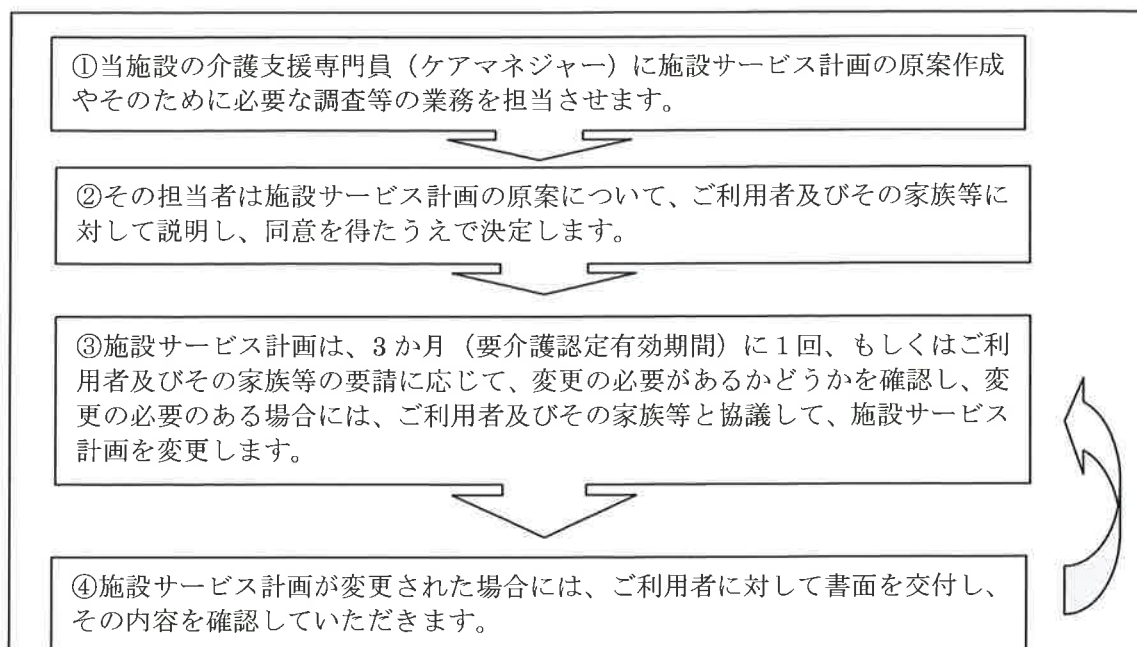 ①当施設の介護支援専門員（ケアマネジャー）に施設サービス計画の原案作成
やそのために必要な調査等の業務を担当させます。
②その担当者は施設サービス計画の原案について、ご利用者及びその家族等に
対して説明し、同意を得たうえで決定します。
③施設サービス計画は、3か月（要介護認定有効期間）に1回、もしくはご利
用者及びその家族等の要請に応じて、変更の必要があるかどうかを確認し、変
更の必要のある場合には、ご利用者及びその家族等と協議して、施設サービス
計画を変更します。
④施設サービス計画が変更された場合には、ご利用者に対して書面を交付し、
その内容を確認していただきます。